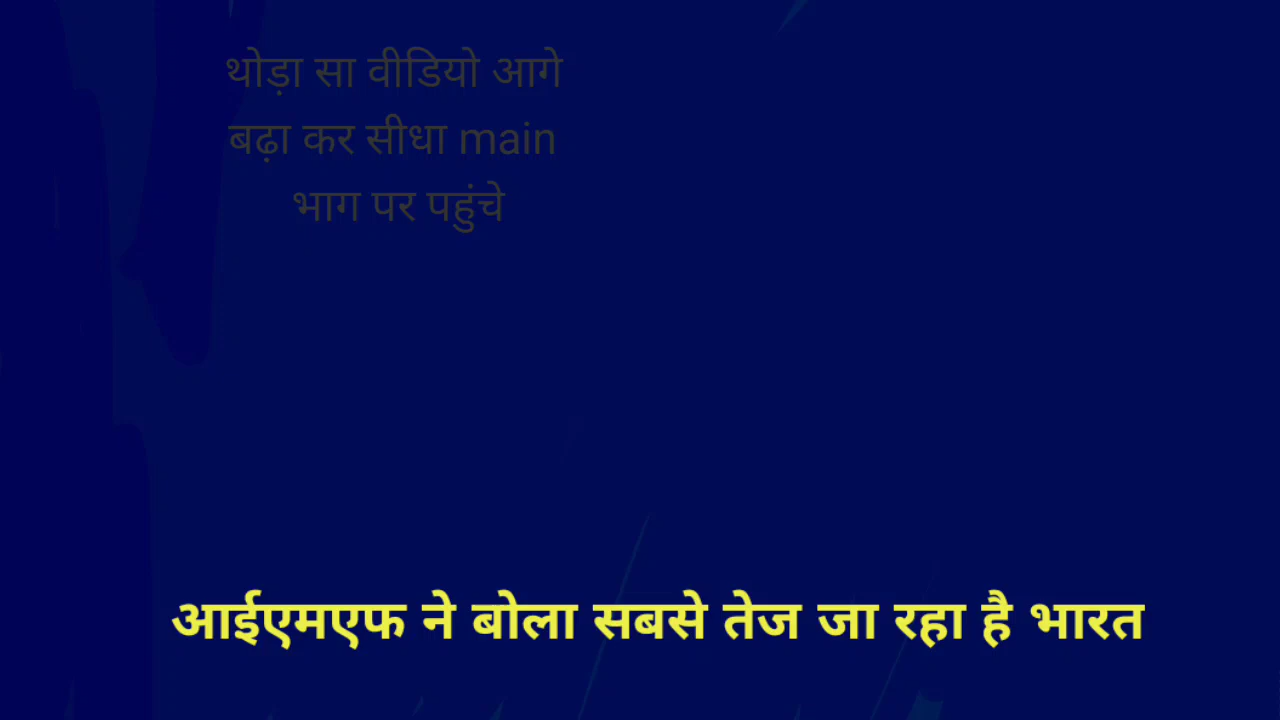 थोड़ा सा वीडियो आगे
बढ़ा कर सीधा main
भाग पर पहुंचे
आईएमएफ ने बोला सबसे तेज जा रहा है भारत